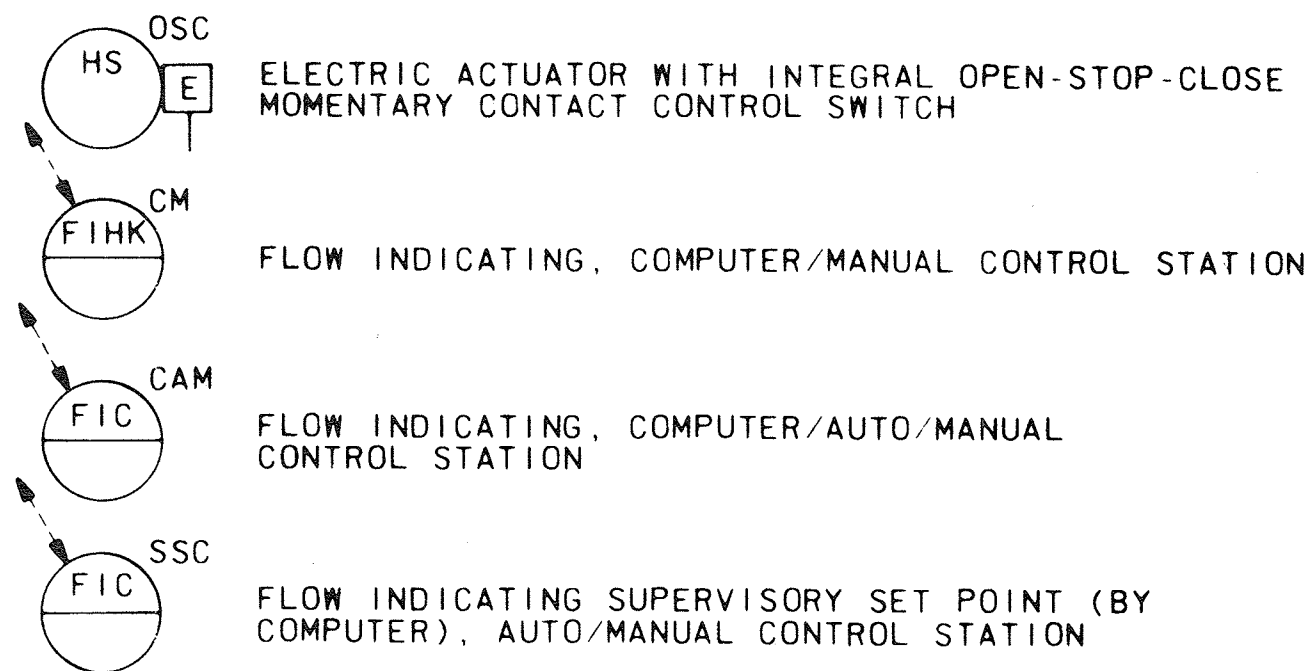 OSC
HS
E
ELECTRIC ACTUATOR WITH INTEGRAL OPEN-STOP-CLOSE
MOMENTARY CONTACT CONTROL SWITCH
CM
FIHK
FLOW INDICATING, COMPUTER/MANUAL CONTROL STATION
CAM
FIC
FLOW INDICATING, COMPUTER/AUTO/MANUAL
CONTROL STATION
SSC
FIC
FLOW INDICATING SUPERVISORY SET POINT (BY
COMPUTER), AUTO/MANUAL CONTROL STATION